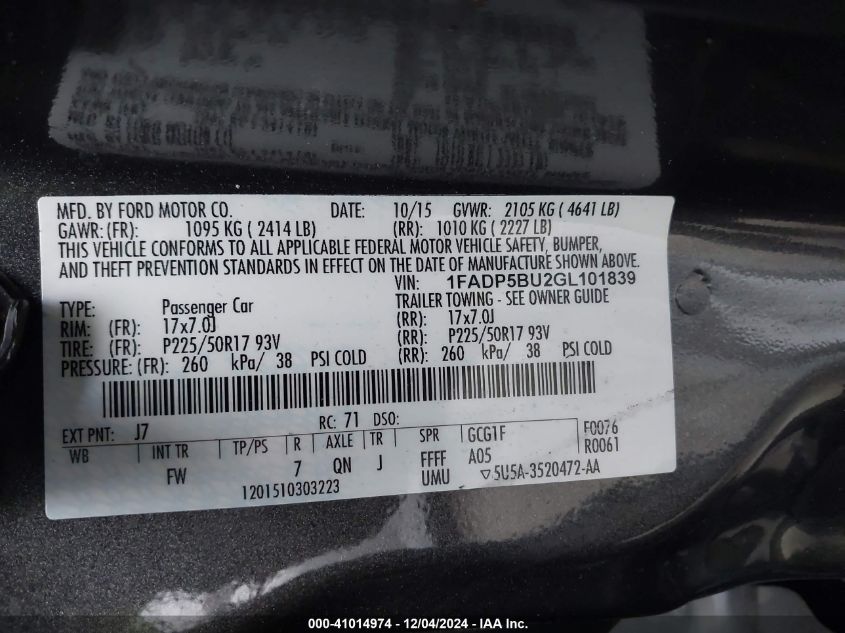 MFD. BY FORD MOTOR CO. DATE: 10/15 GVWR: 2105 KG ( 4641 LB)
GAWR: (FR): 1095 KG ( 2414 LB) (RR): 1010 KG ( 2227 LB)
THIS VEHICLE CONFORMS TO ALL APPLICABLE FEDERAL MOTOR VEHICLE SAFETY, BUMPER,
AND THEFT PREVENTION STANDARDS IN EFFECT ON THE DATE OF MANUFACTURE SHOWN ABOVE.
VIN: 1FADP5BU2GL101839
TYPE: Passenger Car TRAILER TOWING - SEE OWNER GUIDE
RIM: (FR): 17x7.0J (RR): 17x7.0J
TIRE: (FR): P225/50R17 93V (RR): P225/50R17 93V
PRESSURE: (FR): 260 kPa/ 38 PSI COLD (RR): 260 kPa/ 38 PSI COLD
EXT PNT: J7 RC: 71 DSO:
WB INT TR TP/PS R AXLE TR SPR GCG1F F0076
FW 7 QN J FFFF A05 R0061
UMU ▽5U5A-3520472-AA
1201510303223
000-41014974 - 12/04/2024 - IAA Inc.